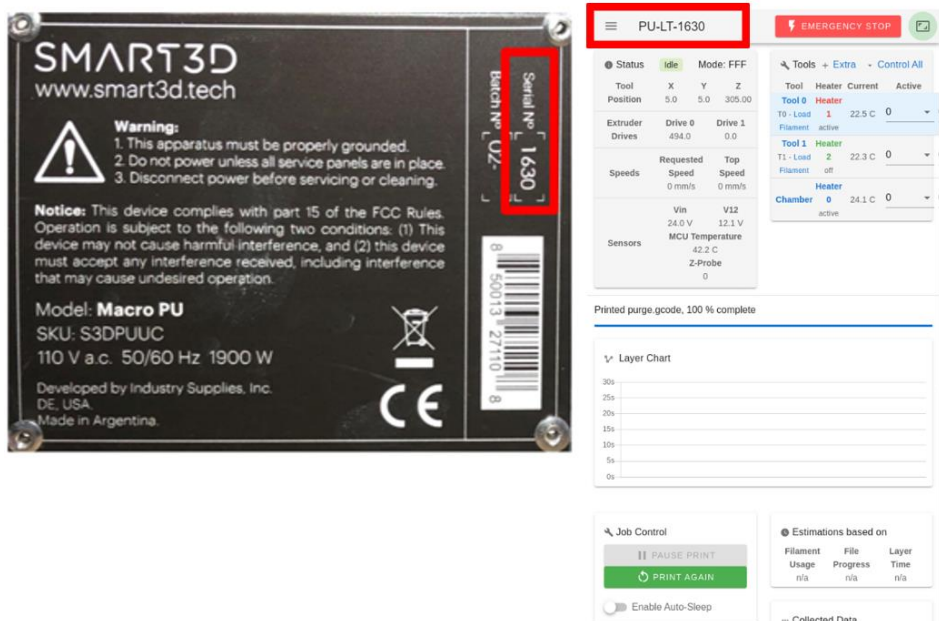 SMART3D
www.smart3d.tech
Warning:
1. This apparatus must be properly grounded.
2. Do not power unless all service panels are in place.
3. Disconnect power before servicing or cleaning.
Notice: This device complies with part 15 of the FCC Rules.
Operation is subject to the following two conditions: (1) This
device may not cause harmful interference, and (2) this device
must accept any interference received, including interference
that may cause undesired operation.
Model: Macro PU
SKU: S3DPUUC
110 V a.c. 50/60 Hz 1900 W
Developed by Industry Supplies, Inc.
DE, USA.
Made in Argentina.
CE
Serial Nº 1630
Batch Nº 02-
8 50013 27110 8
PU-LT-1630
EMERGENCY STOP
Status Idle Mode: FFF
Tool Position X Y Z
5.0 5.0 305.00
Extruder Drives Drive 0 Drive 1
494.0 0.0
Speeds Requested Speed Top Speed
0 mm/s 0 mm/s
Sensors Vin V12
24.0 V 12.1 V
MCU Temperature
42.2 C
Z-Probe
0
Tools + Extra Control All
Tool Heater Current Active
Tool 0 Heater
T0 - Load 1 22.5 C 0
Filament active
Tool 1 Heater
T1 - Load 2 22.3 C 0
Filament off
Heater
Chamber 0 24.1 C 0
active
Printed purge.gcode, 100 % complete
Layer Chart
30s
25s
20s
15s
10s
5s
0s
Job Control
PAUSE PRINT
PRINT AGAIN
Enable Auto-Sleep
Estimations based on
Filament Usage File Progress Layer Time
n/a n/a n/a
Collected Data